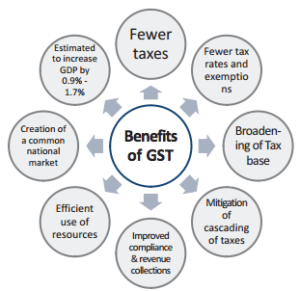 Fewer
taxes
Fewer tax
rates and
exemptio
ns
Broaden-
ing of Tax
base
Mitigation
of
cascading
of taxes
Improved
compliance
& revenue
collections
Efficient
use of
resources
Creation of
a common
national
market
Estimated
to increase
GDP by
0.9% -
1.7%
Benefits
of GST